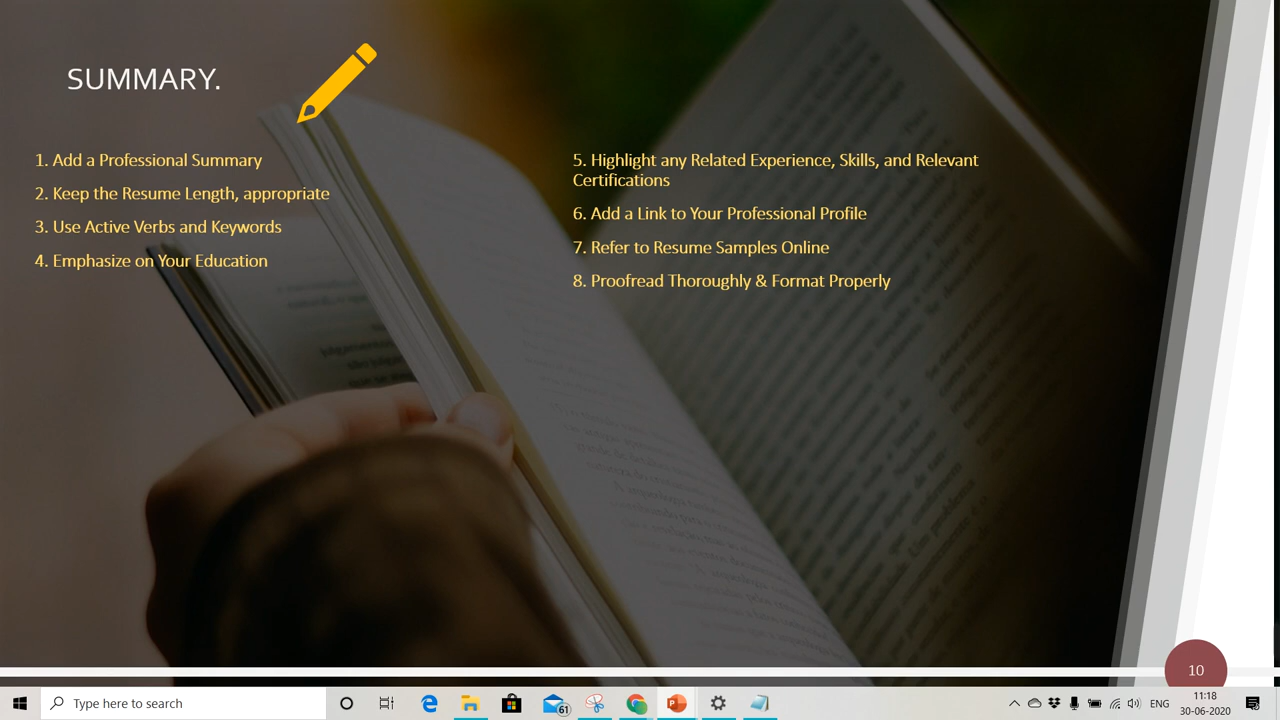 SUMMARY.
1. Add a Professional Summary
2. Keep the Resume Length, appropriate
3. Use Active Verbs and Keywords
4. Emphasize on Your Education
5. Highlight any Related Experience, Skills, and Relevant
Certifications
6. Add a Link to Your Professional Profile
7. Refer to Resume Samples Online
8. Proofread Thoroughly & Format Properly
10
Type here to search
61
ENG
11:18
30-06-2020